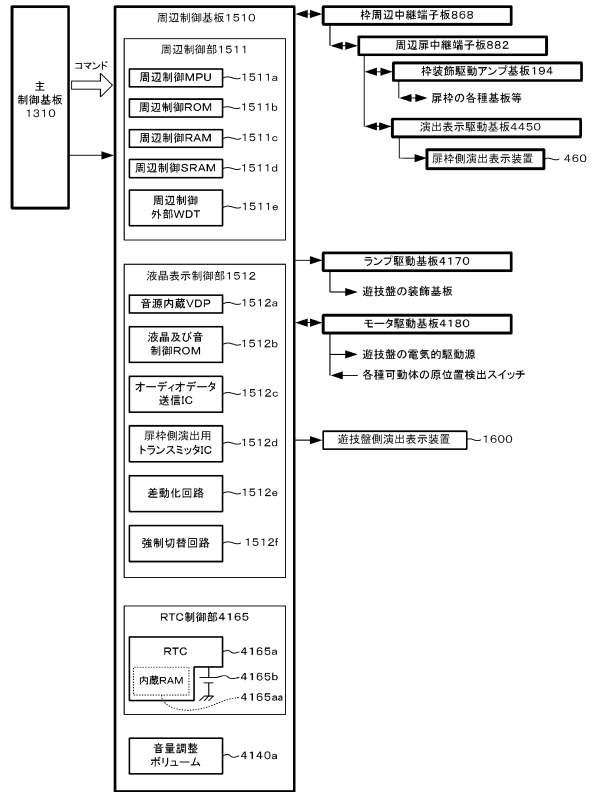 主
制御基板
1310
コマンド
周辺制御基板1510
周辺制御部1511
周辺制御MPU
1511a
周辺制御ROM
1511b
周辺制御RAM
1511c
周辺制御SRAM
1511d
周辺制御
外部WDT
1511e
液晶表示制御部1512
音源内蔵VDP
1512a
液晶及び音
制御ROM
1512b
オーディオデータ
送信IC
1512c
扉枠側演出用
トランスミッタIC
1512d
差動化回路
1512e
強制切替回路
1512f
RTC制御部4165
RTC
4165a
内蔵RAM
4165b
4165aa
音量調整
ボリューム
4140a
枠周辺中継端子板868
周辺扉中継端子板882
枠装飾駆動アンプ基板194
扉枠の各種基板等
演出表示駆動基板4450
扉枠側演出表示装置
460
ランプ駆動基板4170
遊技盤の装飾基板
モータ駆動基板4180
遊技盤の電気的駆動源
各種可動体の原位置検出スイッチ
遊技盤側演出表示装置
1600